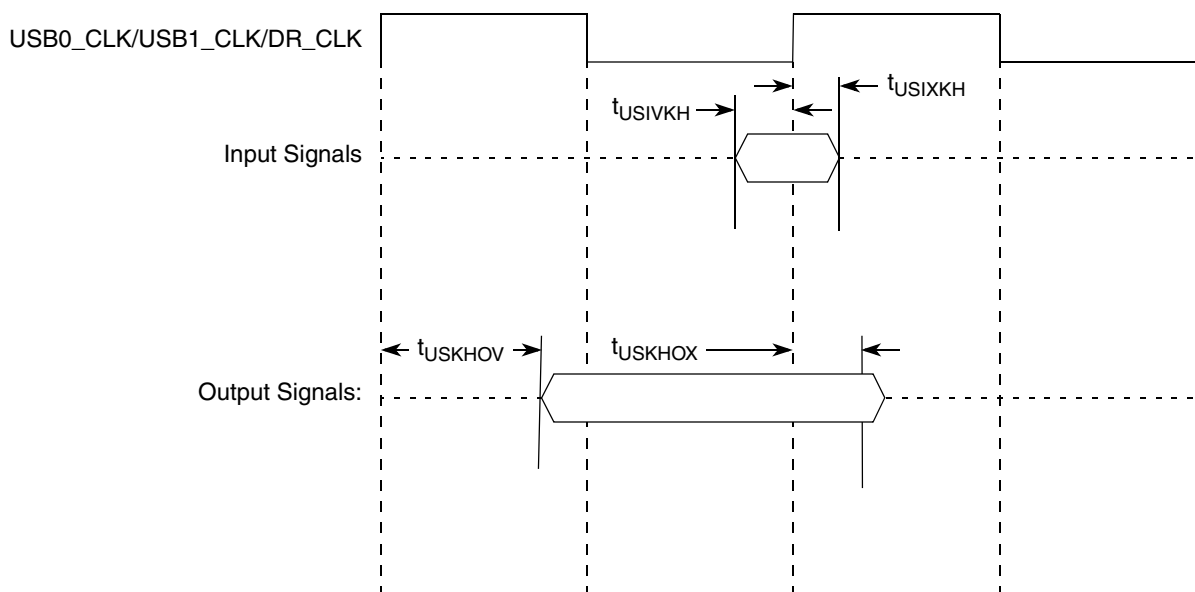 USB0_CLK/USB1_CLK/DR_CLK
tUSIXKH
tUSIVKH
Input Signals
tUSKHOV
tUSKHOX
Output Signals: